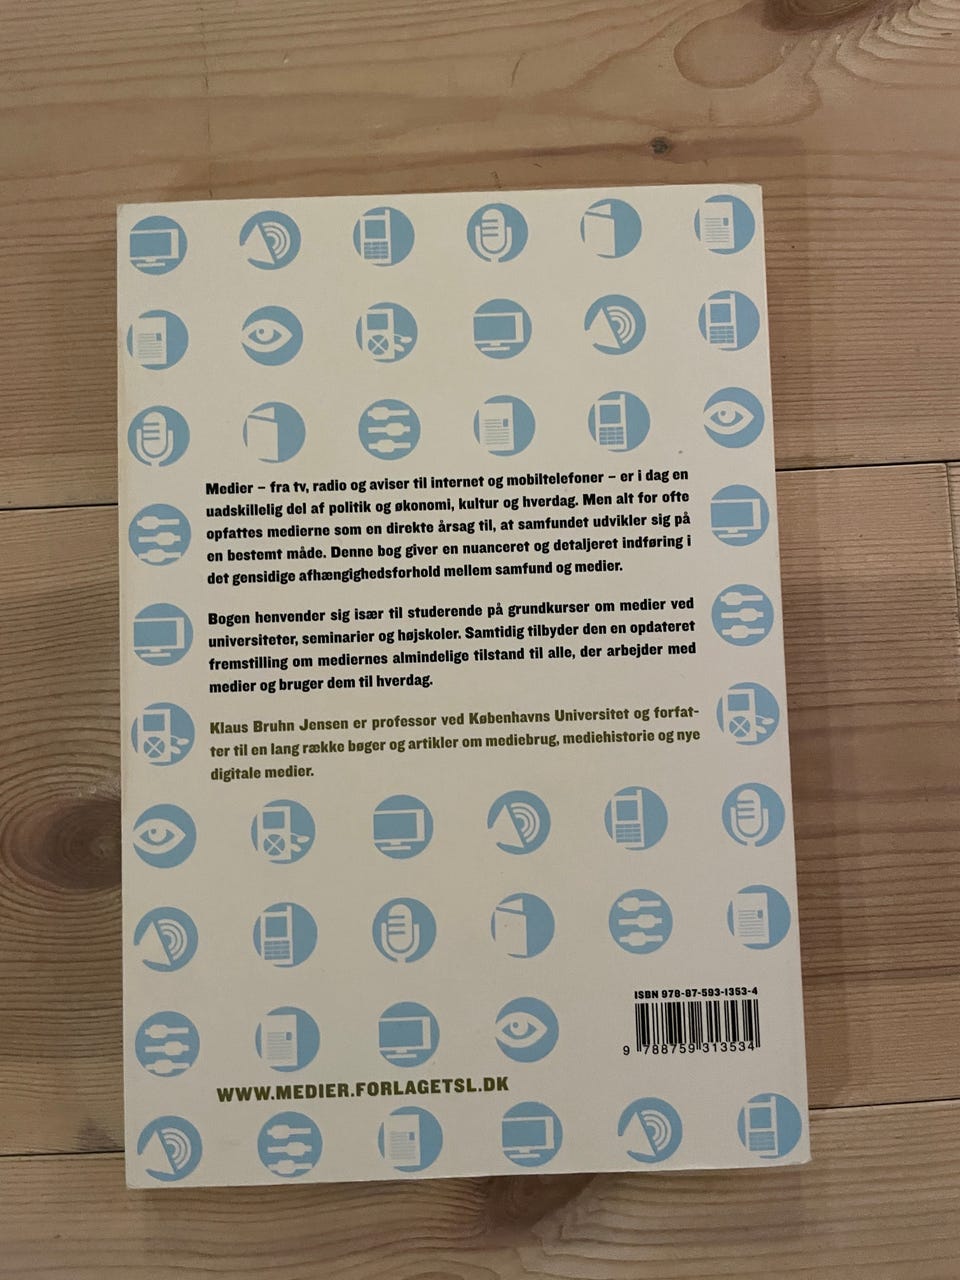 Medier – fra tv, radio og aviser til internet og mobiltelefoner – er i dag en
uadskillelig del af politik og økonomi, kultur og hverdag. Men alt for ofte
opfattes medierne som en direkte årsag til, at samfundet udvikler sig på
en bestemt måde. Denne bog giver en nuanceret og detaljeret indføring i
det gensidige afhængighedsforhold mellem samfund og medier.
Bogen henvender sig især til studerende på grundkurser om medier ved
universiteter, seminarier og højskoler. Samtidig tilbyder den en opdateret
fremstilling om mediernes almindelige tilstand til alle, der arbejder med
medier og bruger dem til hverdag.
Klaus Bruhn Jensen er professor ved Københavns Universitet og forfat-
ter til en lang række bøger og artikler om mediebrug, mediehistorie og nye
digitale medier.
ISBN 978-87-593-1353-4
9 788759 313534
WWW.MEDIER.FORLAGETSL.DK